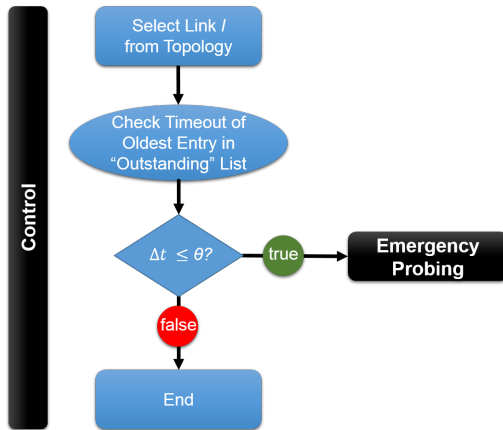 Select Link l
from Topology
Check Timeout of
Oldest Entry in
“Outstanding” List
Control
Δt ≤ θ?
true
Emergency
Probing
false
End